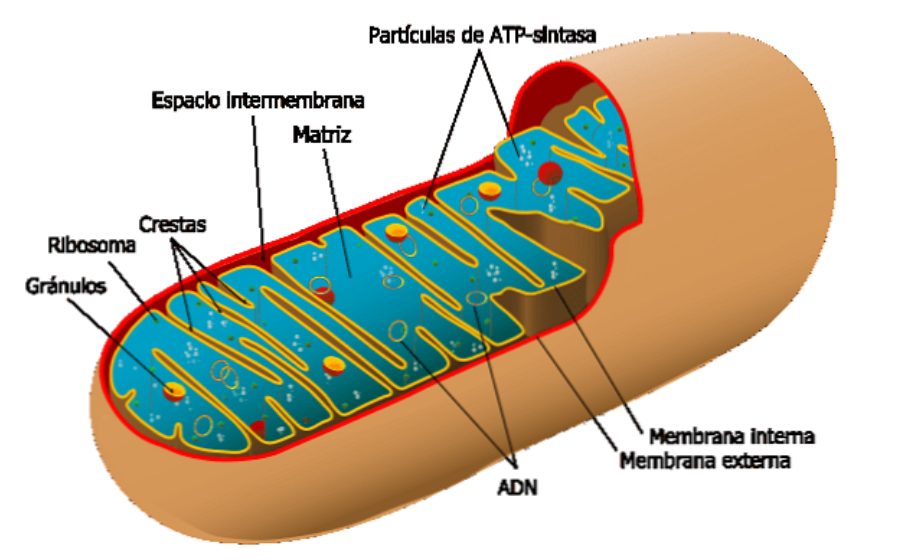 Partículas de ATP-sintasa
Espacio intermembrana
Matriz
Crestas
Ribosoma
Gránulos
Membrana interna
Membrana externa
ADN